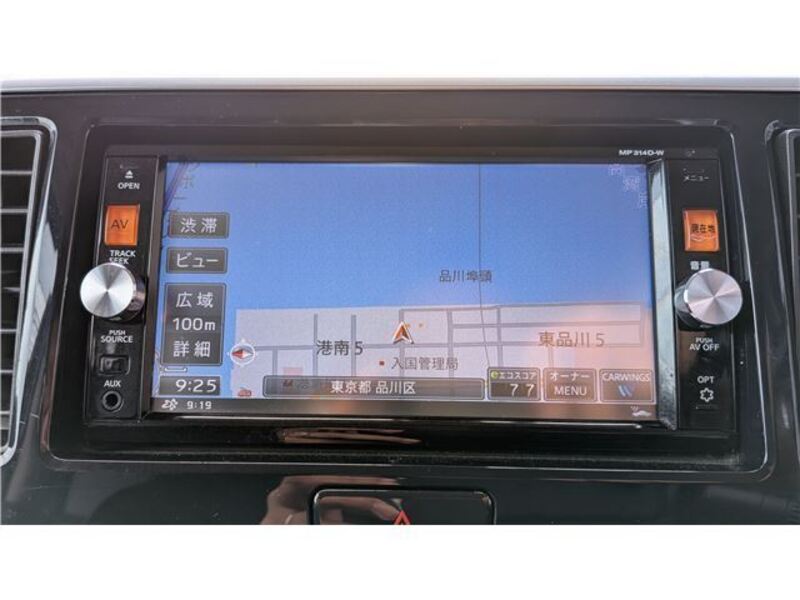 MP314D-W
OPEN
AV
TRACK
SEEK
PUSH
SOURCE
AUX
渋滞
ビュー
広域
100m
詳細
9:25
9:19
品川埠頭
港南5
東品川5
入国管理局
東京都 品川区
eエコスコア
77
オーナー
MENU
CARWINGS
メニュー
現在地
音量
PUSH
AV OFF
OPT